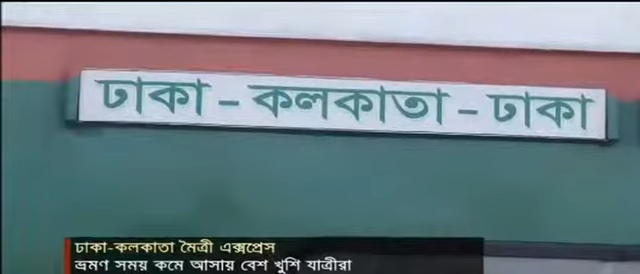 ঢাকা - কলকাতা - ঢাকা
ঢাকা-কলকাতা মৈত্রী এক্সপ্রেস
ভ্রমণ সময় কমে আসায় বেশ খুশি যাত্রীরা